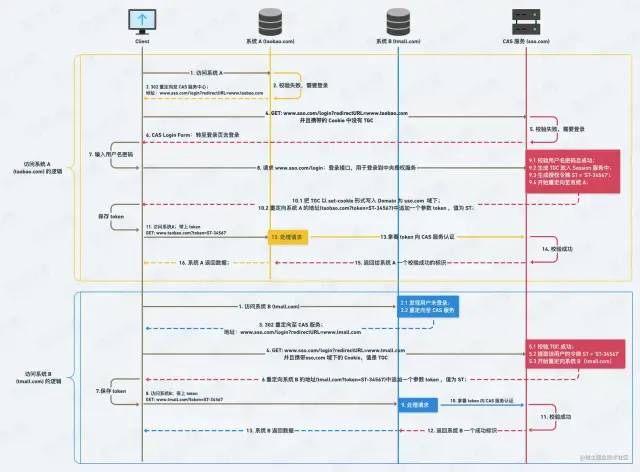 Client
系统 A (taobao.com)
系统 B (tmall.com)
CAS 服务 (sso.com)
1. 访问系统 A
2. 校验失败，需要登录
3. 302 重定向至 CAS 服务中心；
地址：www.sso.com/login?redirectURL=www.taobao.com
4. GET: www.sso.com/login?redirectURL=www.taobao
并且携带的 Cookie 中没有 TGC
5. 校验失败，需要登录
6. CAS Login Form：转至登录页去登录
7. 输入用户名密码
访问系统 A
(taobao.com) 的逻辑
8. 请求 www.sso.com/login：登录接口，用于登录到中央授权服务
9.1 校验用户名密码且成功；
9.2 生成 TGC 放入 Session 服务中；
9.3 生成授权令牌 ST = ST-34567；
9.4 开始重定向至系统 A；
10.1 把 TGC 以 set-cookie 形式写入 Domain 为 sso.com 域下；
10.2 重定向系统 A 的地址(taobao.com?token=ST-34567)中追加一个参数 token，值为 ST；
保存 token
11. 访问系统A：带上 token
GET: www.taobao.com?token=ST-34567
12. 处理请求
13.拿着 token 向 CAS 服务认证
14. 校验成功
15. 返回给系统 A 一个校验成功的标识
16. 系统 A 返回数据；
1. 访问系统 B (tmall.com)
2.1 发现用户未登录；
2.2 重定向至 CAS 服务
3. 302 重定向至 CAS 服务；
地址：www.sso.com/login?redirectURL=www.tmall.com
4. GET: www.sso.com/login?redirectURL=www.tmall.com
并且携带sso.com 域下的 Cookie，值是 TGC
5.1 校验 TGC 成功；
5.2 提取该用户的令牌 ST = ST-34567
5.3 开始重定向系统 B（tmall.com）
访问系统 B
(tmall.com) 的逻辑
6 重定向系统 B 的地址(tmall.com?token=ST-34567)中追加一个参数 token，值为 ST；
7.保存 token
8. 访问系统B：带上 token
GET: www.tmall.com?token=ST-34567
9. 处理请求
10. 拿着 token 向 CAS 服务认证
11. 校验成功
12. 返回系统 B 一个成功标识
13. 系统 B 返回数据
@稀土掘金技术社区